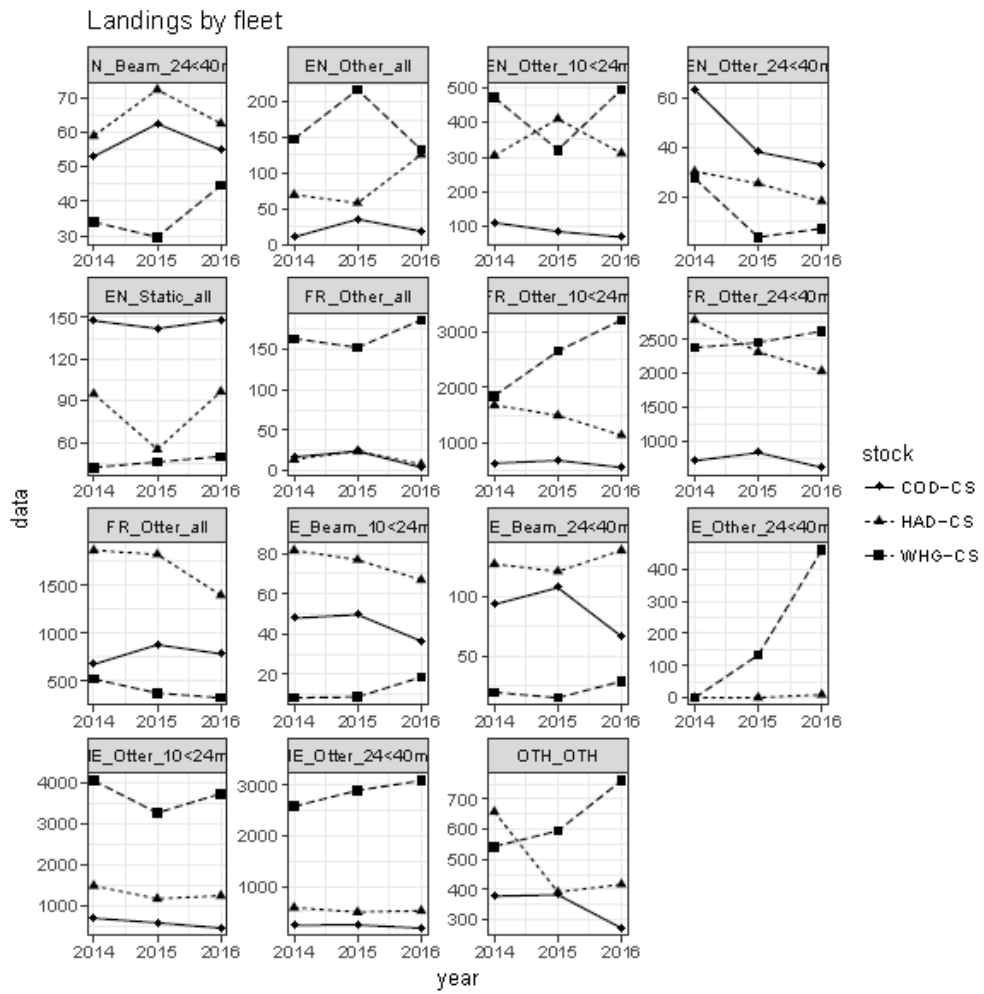 Landings by fleet
N_Beam_24<40m EN_Other_all EN_Otter_10<24m EN_Otter_24<40m
70 60 50 40 30
200 150 100 50 0
500 400 300 200 100
60 40 20
2014 2015 2016 2014 2015 2016 2014 2015 2016 2014 2015 2016
EN_Static_all FR_Other_all FR_Otter_10<24m FR_Otter_24<40m
150 120 90 60
150 100 50 0
3000 2000 1000
2500 2000 1500 1000
2014 2015 2016 2014 2015 2016 2014 2015 2016 2014 2015 2016
FR_Otter_all E_Beam_10<24m E_Beam_24<40m E_Other_24<40m
1500 1000 500
80 60 40 20
100 50
400 300 200 100 0
2014 2015 2016 2014 2015 2016 2014 2015 2016 2014 2015 2016
IE_Otter_10<24m IE_Otter_24<40m OTH_OTH
4000 3000 2000 1000
3000 2000 1000
700 600 500 400 300
2014 2015 2016 2014 2015 2016 2014 2015 2016
year
data
stock
COD-CS
HAD-CS
WHG-CS